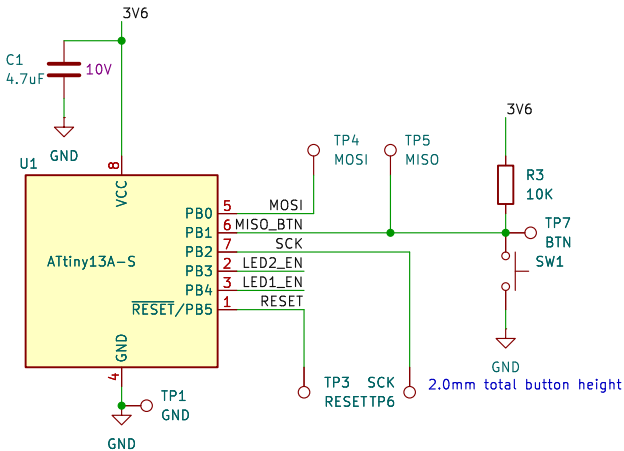 3V6
C1
4.7uF
10V
GND
3V6
TP4
MOSI
TP5
MISO
U1
8
VCC
R3
10K
5
PB0
MOSI
6
PB1
MISO_BTN
7
PB2
SCK
2
PB3
LED2_EN
3
PB4
LED1_EN
1
RESET/PB5
RESET
ATtiny13A-S
TP7
BTN
SW1
GND
4
GND
TP1
GND
GND
TP3
RESET
SCK
TP6
2.0mm total button height